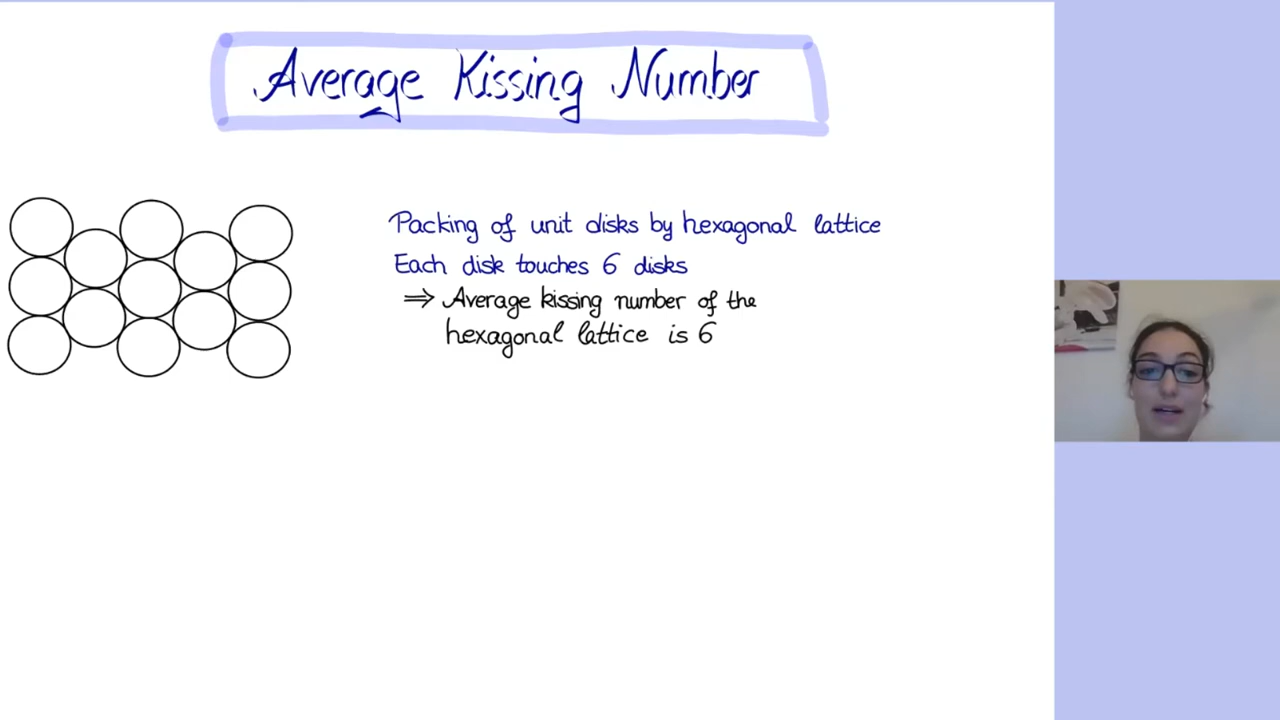 Average Kissing Number
Packing of unit disks by hexagonal lattice
Each disk touches 6 disks
⇒ Average kissing number of the
hexagonal lattice is 6